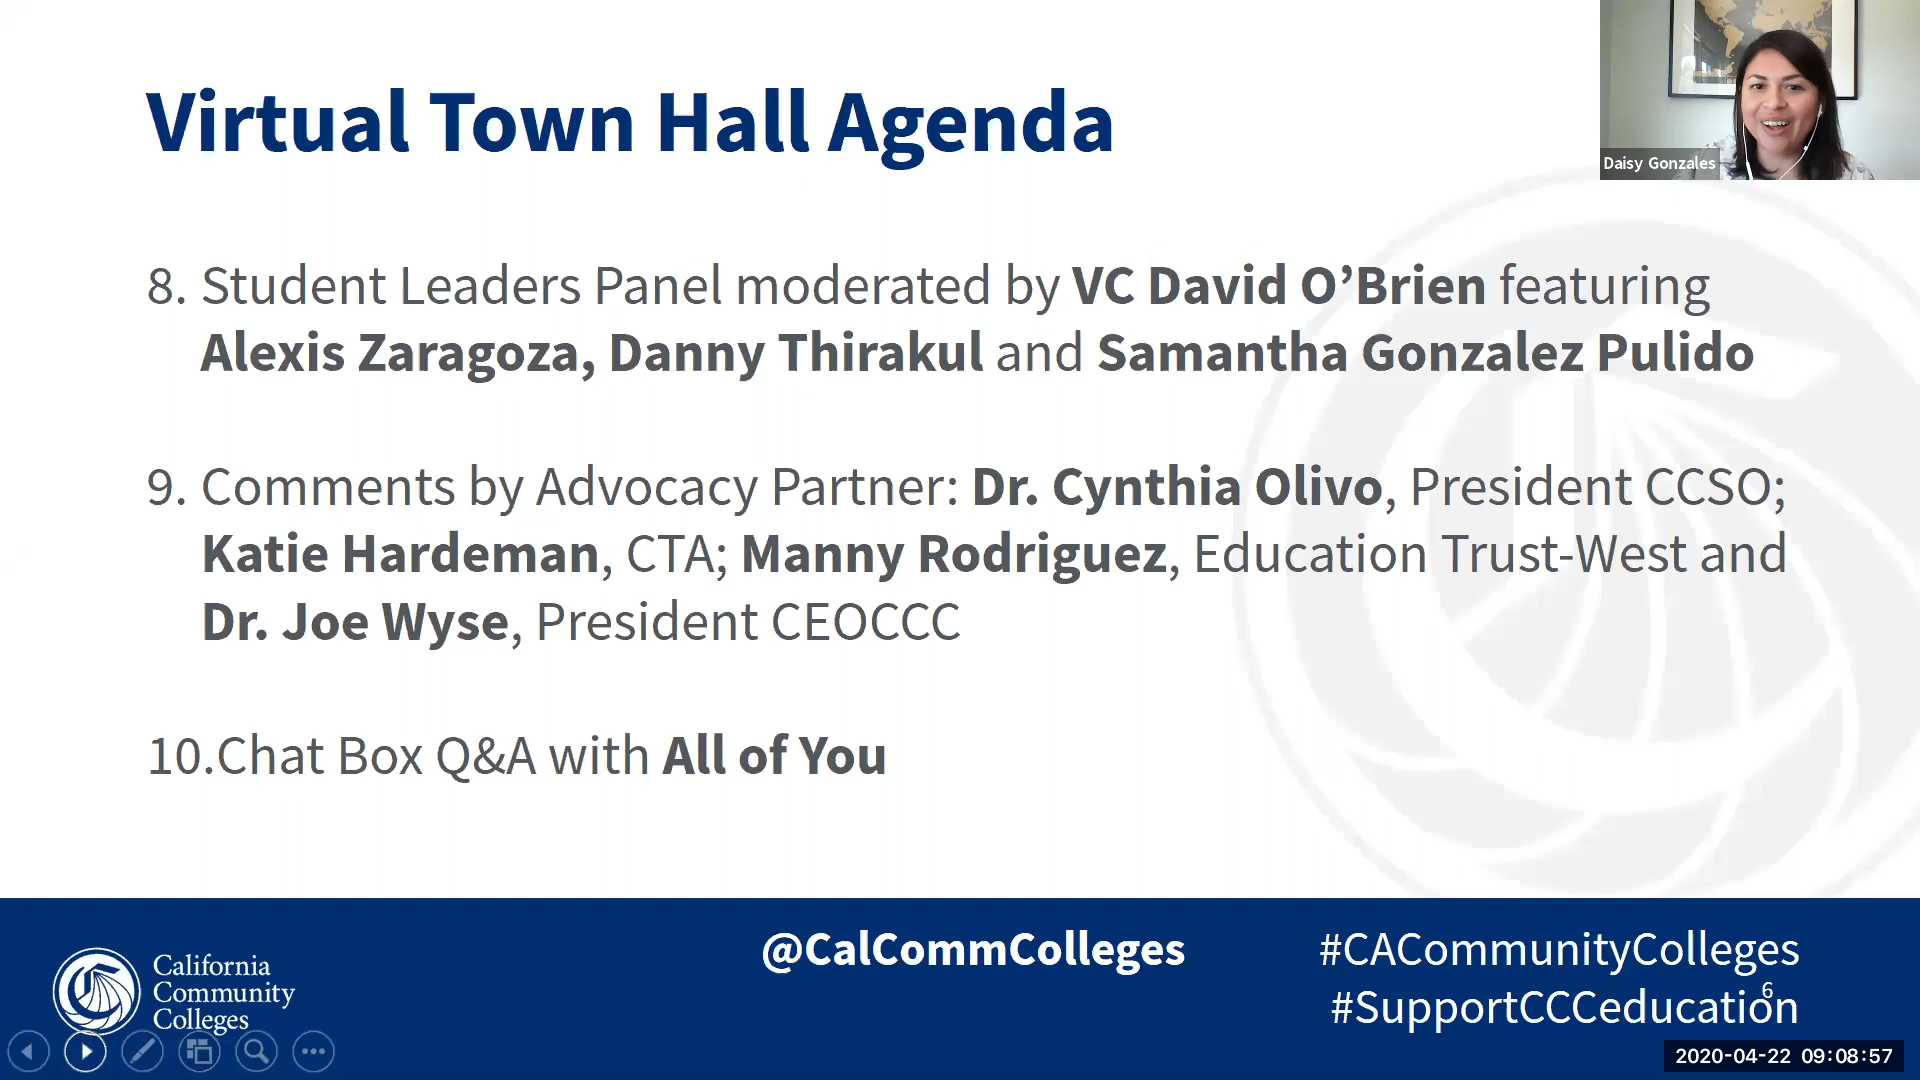 Virtual Town Hall Agenda
Daisy Gonzales
8. Student Leaders Panel moderated by VC David O’Brien featuring
Alexis Zaragoza, Danny Thirakul and Samantha Gonzalez Pulido
9. Comments by Advocacy Partner: Dr. Cynthia Olivo, President CCSO;
Katie Hardeman, CTA; Manny Rodriguez, Education Trust-West and
Dr. Joe Wyse, President CEOCCC
10.Chat Box Q&A with All of You
@CalCommColleges
#CACommunityColleges
#SupportCCCeducation
6
California
Community
Colleges
2020-04-22 09:08:57